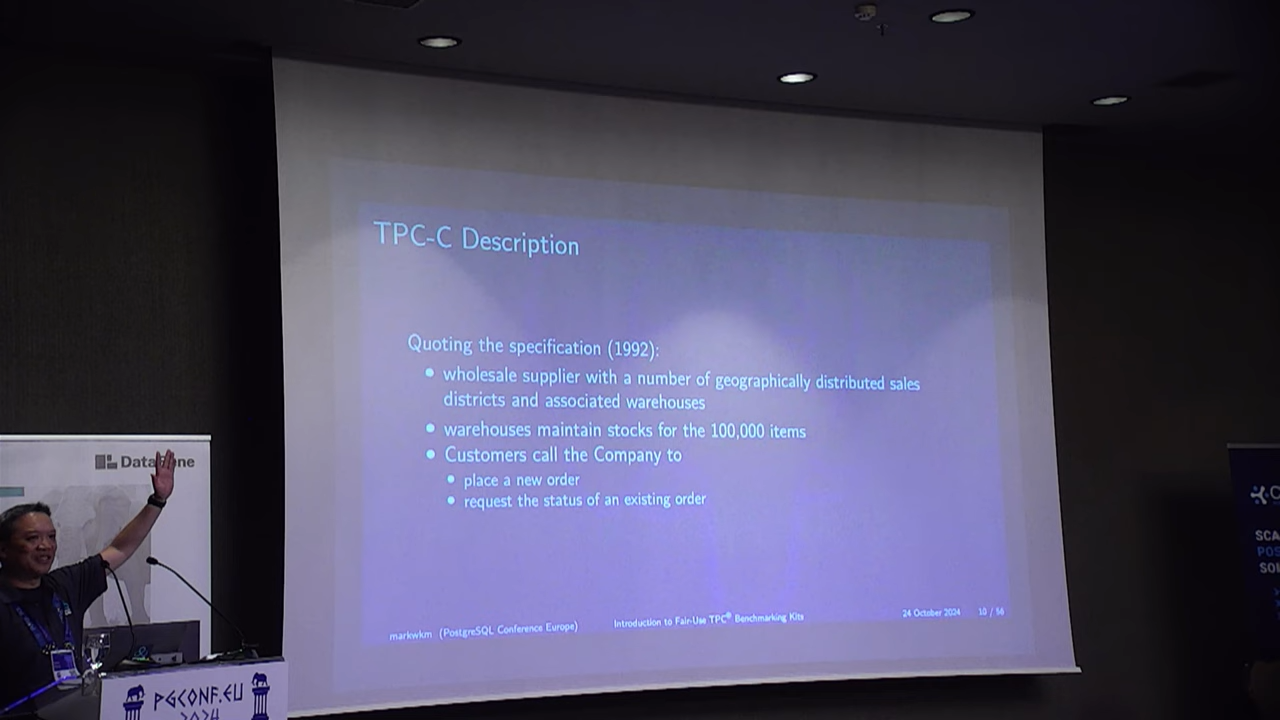 TPC-C Description
Quoting the specification (1992):
• wholesale supplier with a number of geographically distributed sales
districts and associated warehouses
• warehouses maintain stocks for the 100,000 items
• Customers call the Company to
• place a new order
• request the status of an existing order
markwkm (PostgreSQL Conference Europe)
Introduction to Fair-Use TPC® Benchmarking Kits
24 October 2024
10 / 56
PGCONF.EU
2024